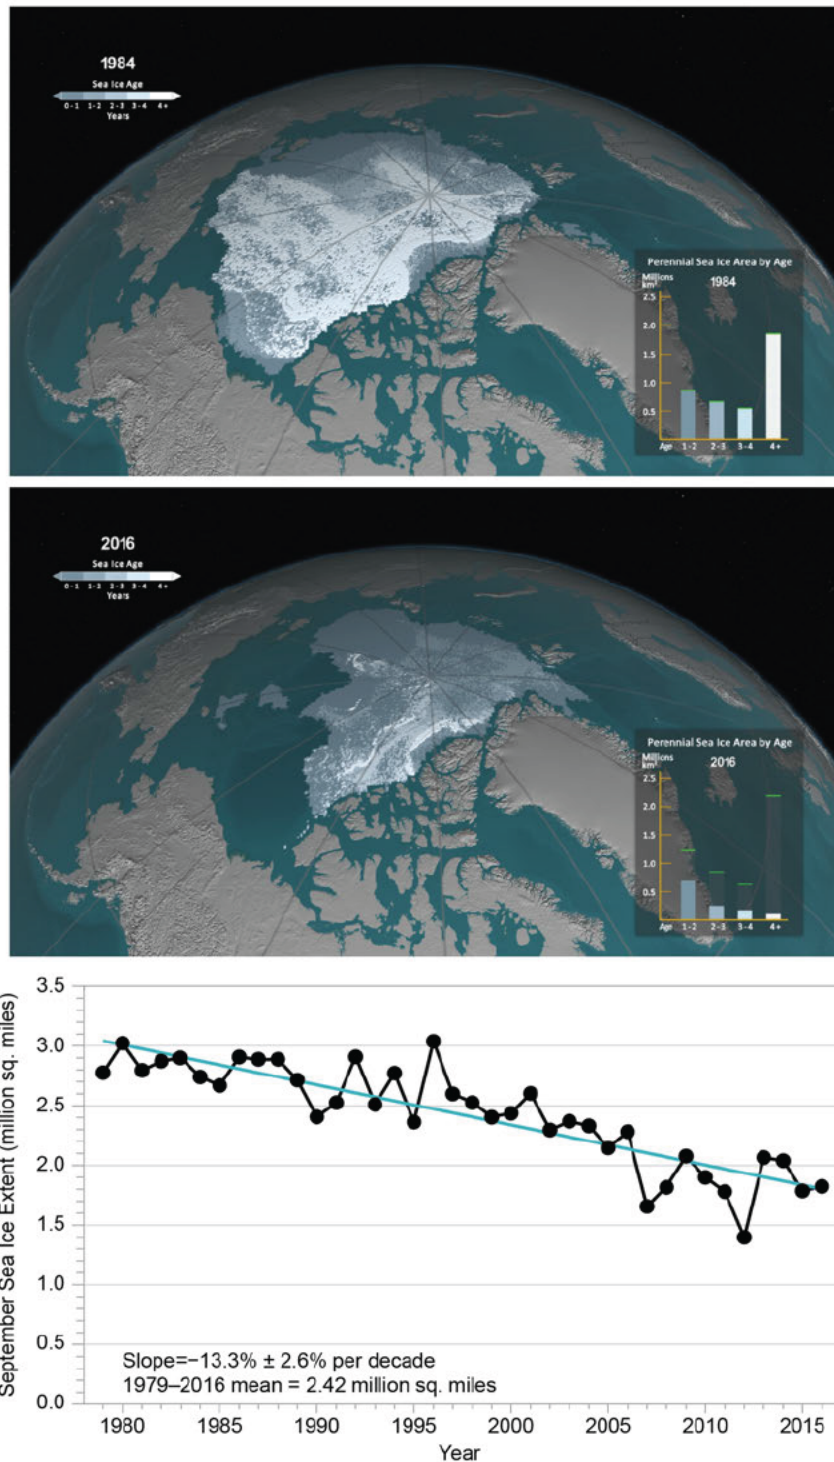 1984
Sea Ice Age
0-1 1-2 2-3 3-4 4+
Years
Perennial Sea Ice Area by Age
Millions
km²
1984
2.5
2.0
1.5
1.0
0.5
Age 1-2 2-3 3-4 4+
2016
Sea Ice Age
0-1 1-2 2-3 3-4 4+
Years
Perennial Sea Ice Area by Age
Millions
km²
2016
2.5
2.0
1.5
1.0
0.5
Age 1-2 2-3 3-4 4+
September Sea Ice Extent (million sq. miles)
3.5
3.0
2.5
2.0
1.5
1.0
0.5
0.0
Slope=−13.3% ± 2.6% per decade
1979–2016 mean = 2.42 million sq. miles
1980 1985 1990 1995 2000 2005 2010 2015
Year